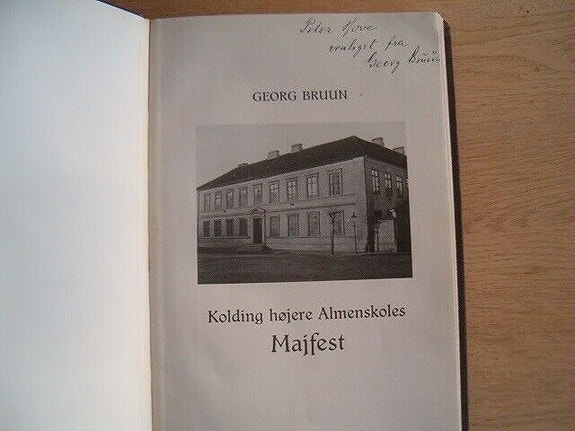 Peter Hove
venligst fra
Georg Bruun
GEORG BRUUN
Kolding højere Almenskoles
Majfest